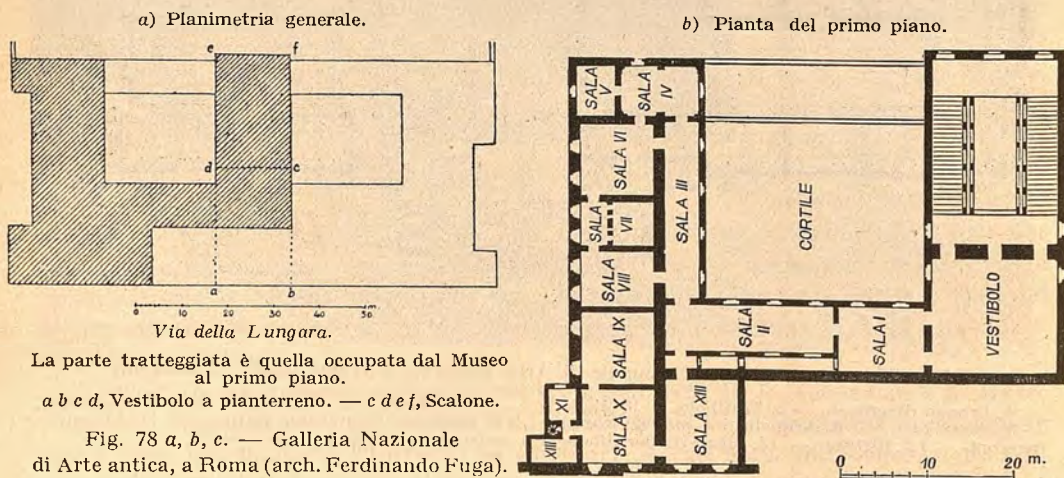 a) Planimetria generale.
e f
d c
a b
0 10 20 30 40 50 m
Via della Lungara.
La parte tratteggiata è quella occupata dal Museo
al primo piano.
a b c d, Vestibolo a pianterreno. — c d e f, Scalone.
Fig. 78 a, b, c. — Galleria Nazionale
di Arte antica, a Roma (arch. Ferdinando Fuga).
b) Pianta del primo piano.
SALA V
SALA IV
SALA VI
SALA III
SALA VII
SALA VIII
CORTILE
SALA IX
SALA II
SALA I
VESTIBOLO
XI
XIII
SALA X
SALA XIII
0 10 20 m.